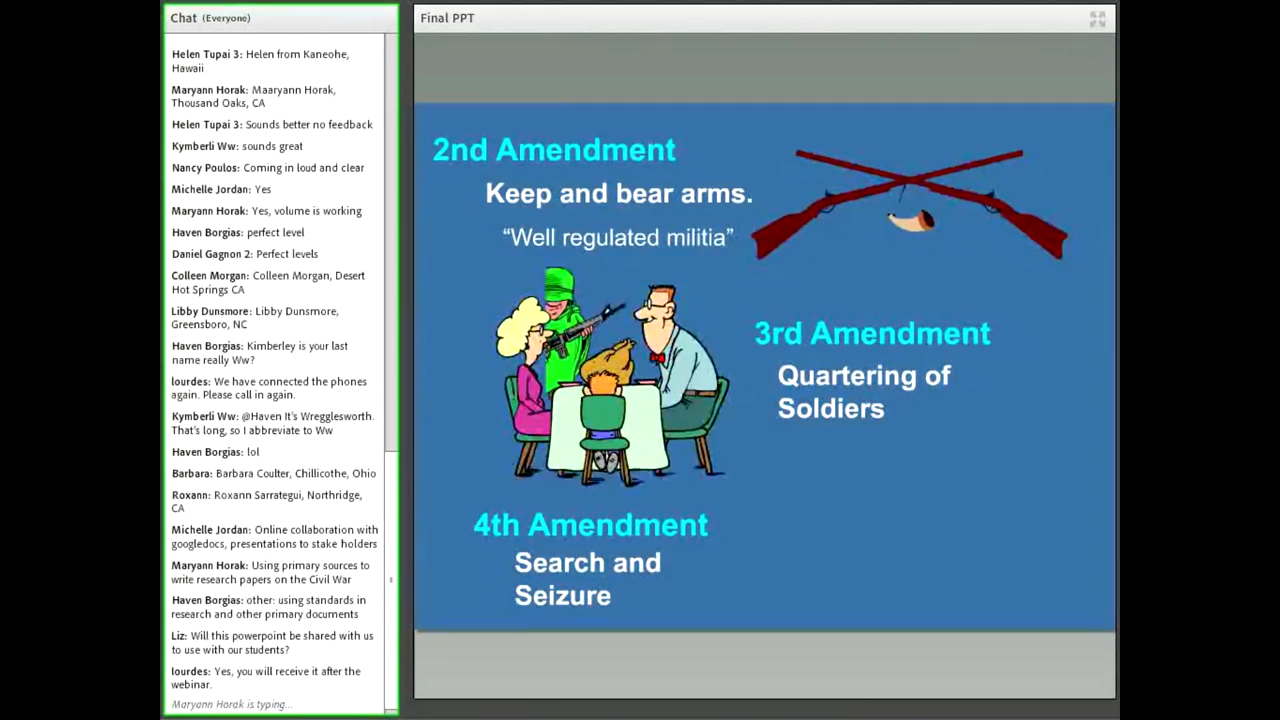 Chat (Everyone)
Helen Tupai 3: Helen from Kaneohe,
Hawaii
Maryann Horak: Maaryann Horak,
Thousand Oaks, CA
Helen Tupai 3: Sounds better no feedback
Kymberli Ww: sounds great
Nancy Poulos: Coming in loud and clear
Michelle Jordan: Yes
Maryann Horak: Yes, volume is working
Haven Borgias: perfect level
Daniel Gagnon 2: Perfect levels
Colleen Morgan: Colleen Morgan, Desert
Hot Springs CA
Libby Dunsmore: Libby Dunsmore,
Greensboro, NC
Haven Borgias: Kimberley is your last
name really Ww?
lourdes: We have connected the phones
again. Please call in again.
Kymberli Ww: @Haven It's Wregglesworth.
That's long, so I abbreviate to Ww
Haven Borgias: lol
Barbara: Barbara Coulter, Chillicothe, Ohio
Roxann: Roxann Sarrategui, Northridge,
CA
Michelle Jordan: Online collaboration with
googledocs, presentations to stake holders
Maryann Horak: Using primary sources to
write research papers on the Civil War
Haven Borgias: other: using standards in
research and other primary documents
Liz: Will this powerpoint be shared with us
to use with our students?
lourdes: Yes, you will receive it after the
webinar.
Maryann Horak is typing...
Final PPT
2nd Amendment
Keep and bear arms.
“Well regulated militia”
3rd Amendment
Quartering of
Soldiers
4th Amendment
Search and
Seizure